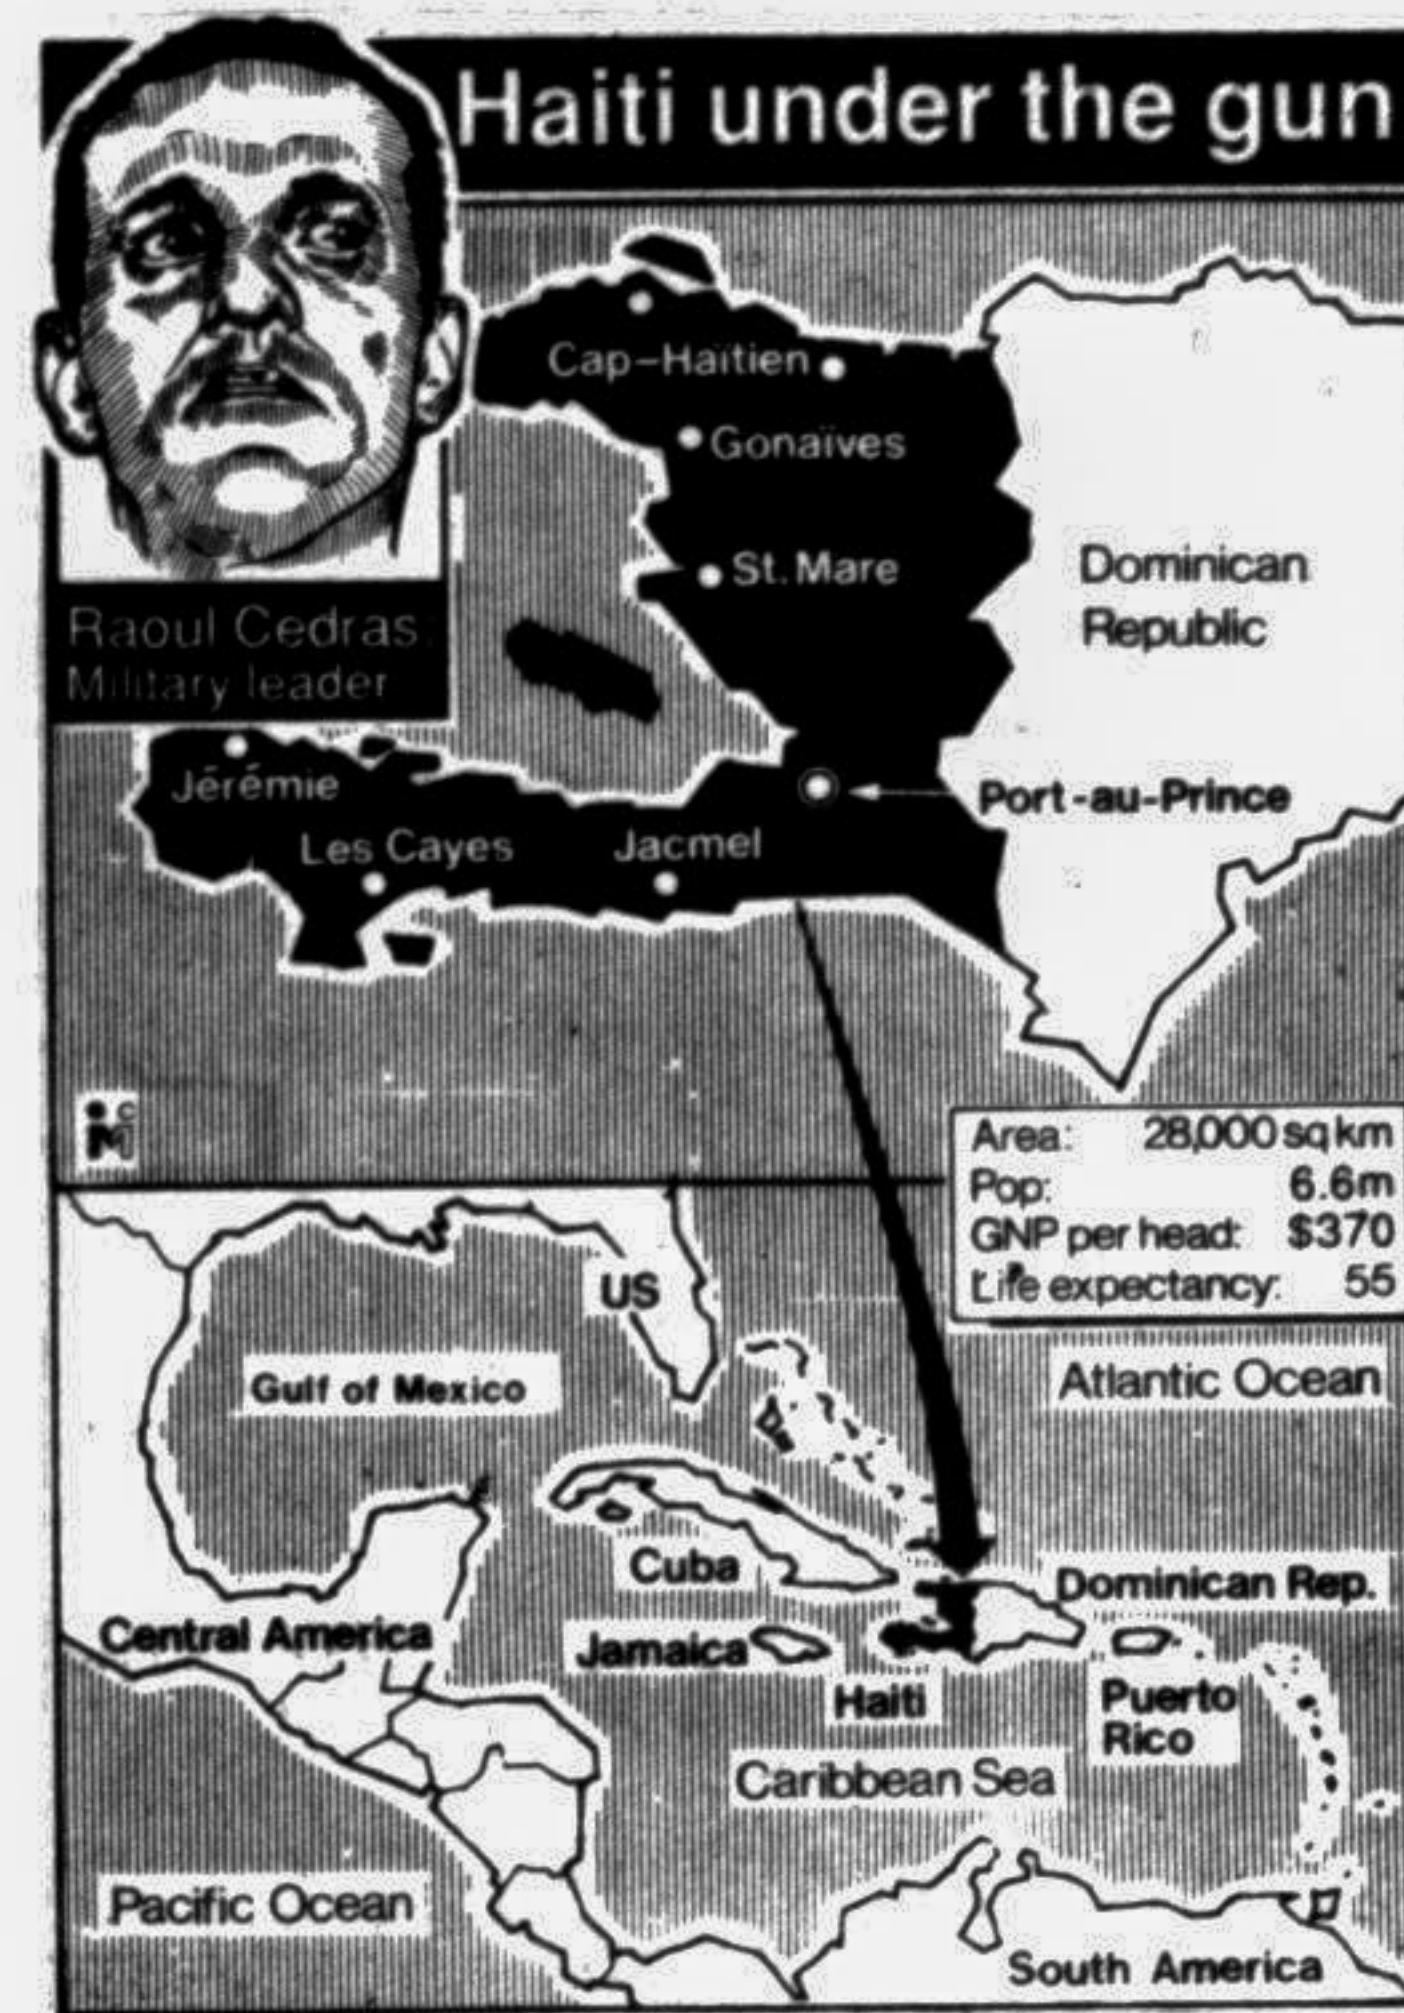 Haiti under the gun
Cap-Haïtien
Gonaïves
St. Mare
Dominican
Republic
Raoul Cedras:
Military leader
Jérémie
Port-au-Prince
Les Cayes
Jacmel
Area: 28,000 sq km
Pop: 6.6m
GNP per head: $370
Life expectancy: 55
US
Gulf of Mexico
Atlantic Ocean
Cuba
Dominican Rep.
Central America
Jamaica
Haiti
Puerto
Rico
Caribbean Sea
Pacific Ocean
South America